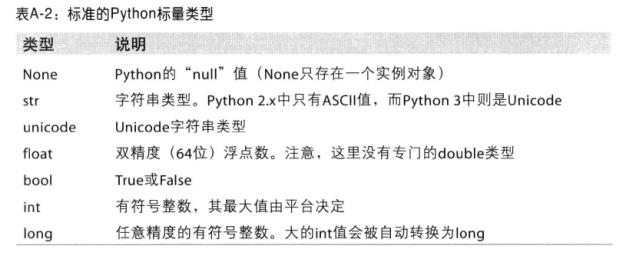 表A-2：标准的Python标量类型
类型 说明
None Python的“null”值（None只存在一个实例对象）
str 字符串类型。Python 2.x中只有ASCII值，而Python 3中则是Unicode
unicode Unicode字符串类型
float 双精度（64位）浮点数。注意，这里没有专门的double类型
bool True或False
int 有符号整数，其最大值由平台决定
long 任意精度的有符号整数。大的int值会被自动转换为long